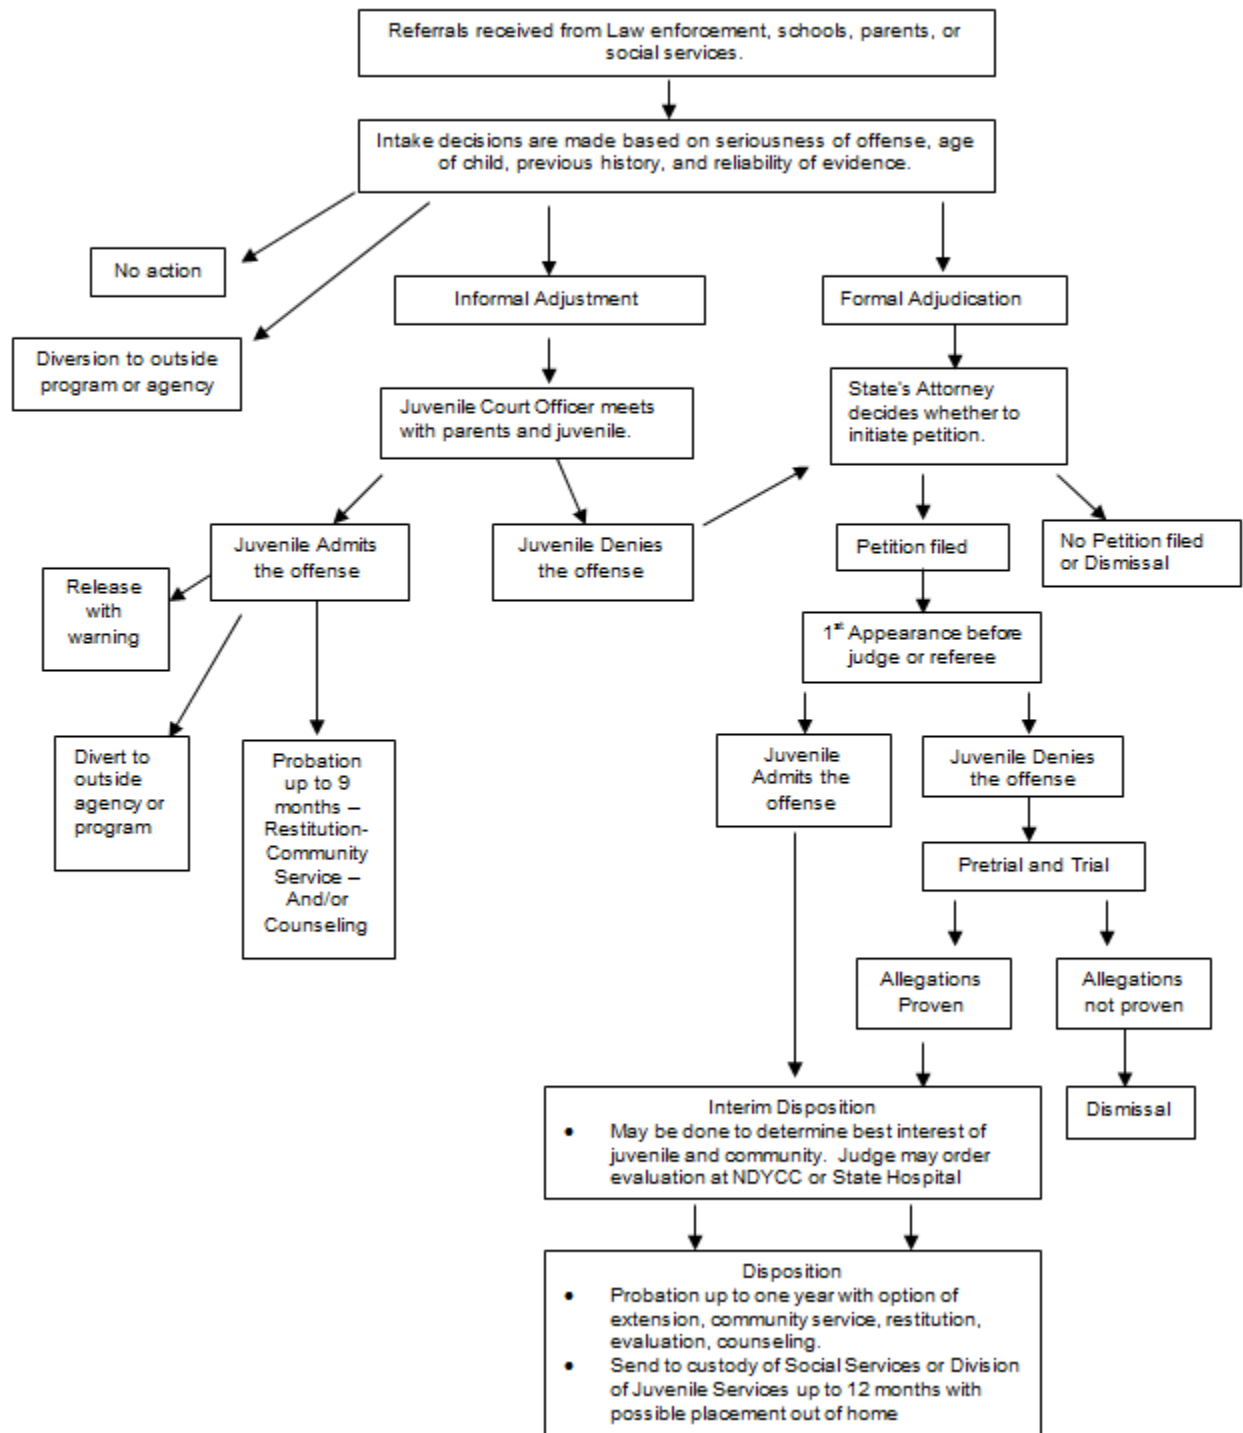 Referrals received from Law enforcement, schools, parents, or
social services.
Intake decisions are made based on seriousness of offense, age
of child, previous history, and reliability of evidence.
No action
Informal Adjustment
Formal Adjudication
Diversion to outside
program or agency
Juvenile Court Officer meets
with parents and juvenile.
State's Attorney
decides whether to
initiate petition.
Juvenile Admits
the offense
Juvenile Denies
the offense
Petition filed
No Petition filed
or Dismissal
Release
with
warning
1st Appearance before
judge or referee
Divert to
outside
agency or
program
Probation
up to 9
months –
Restitution-
Community
Service –
And/or
Counseling
Juvenile
Admits the
offense
Juvenile Denies
the offense
Pretrial and Trial
Allegations
Proven
Allegations
not proven
Interim Disposition
• May be done to determine best interest of
juvenile and community.  Judge may order
evaluation at NDYCC or State Hospital
Dismissal
Disposition
• Probation up to one year with option of
extension, community service, restitution,
evaluation, counseling.
• Send to custody of Social Services or Division
of Juvenile Services up to 12 months with
possible placement out of home